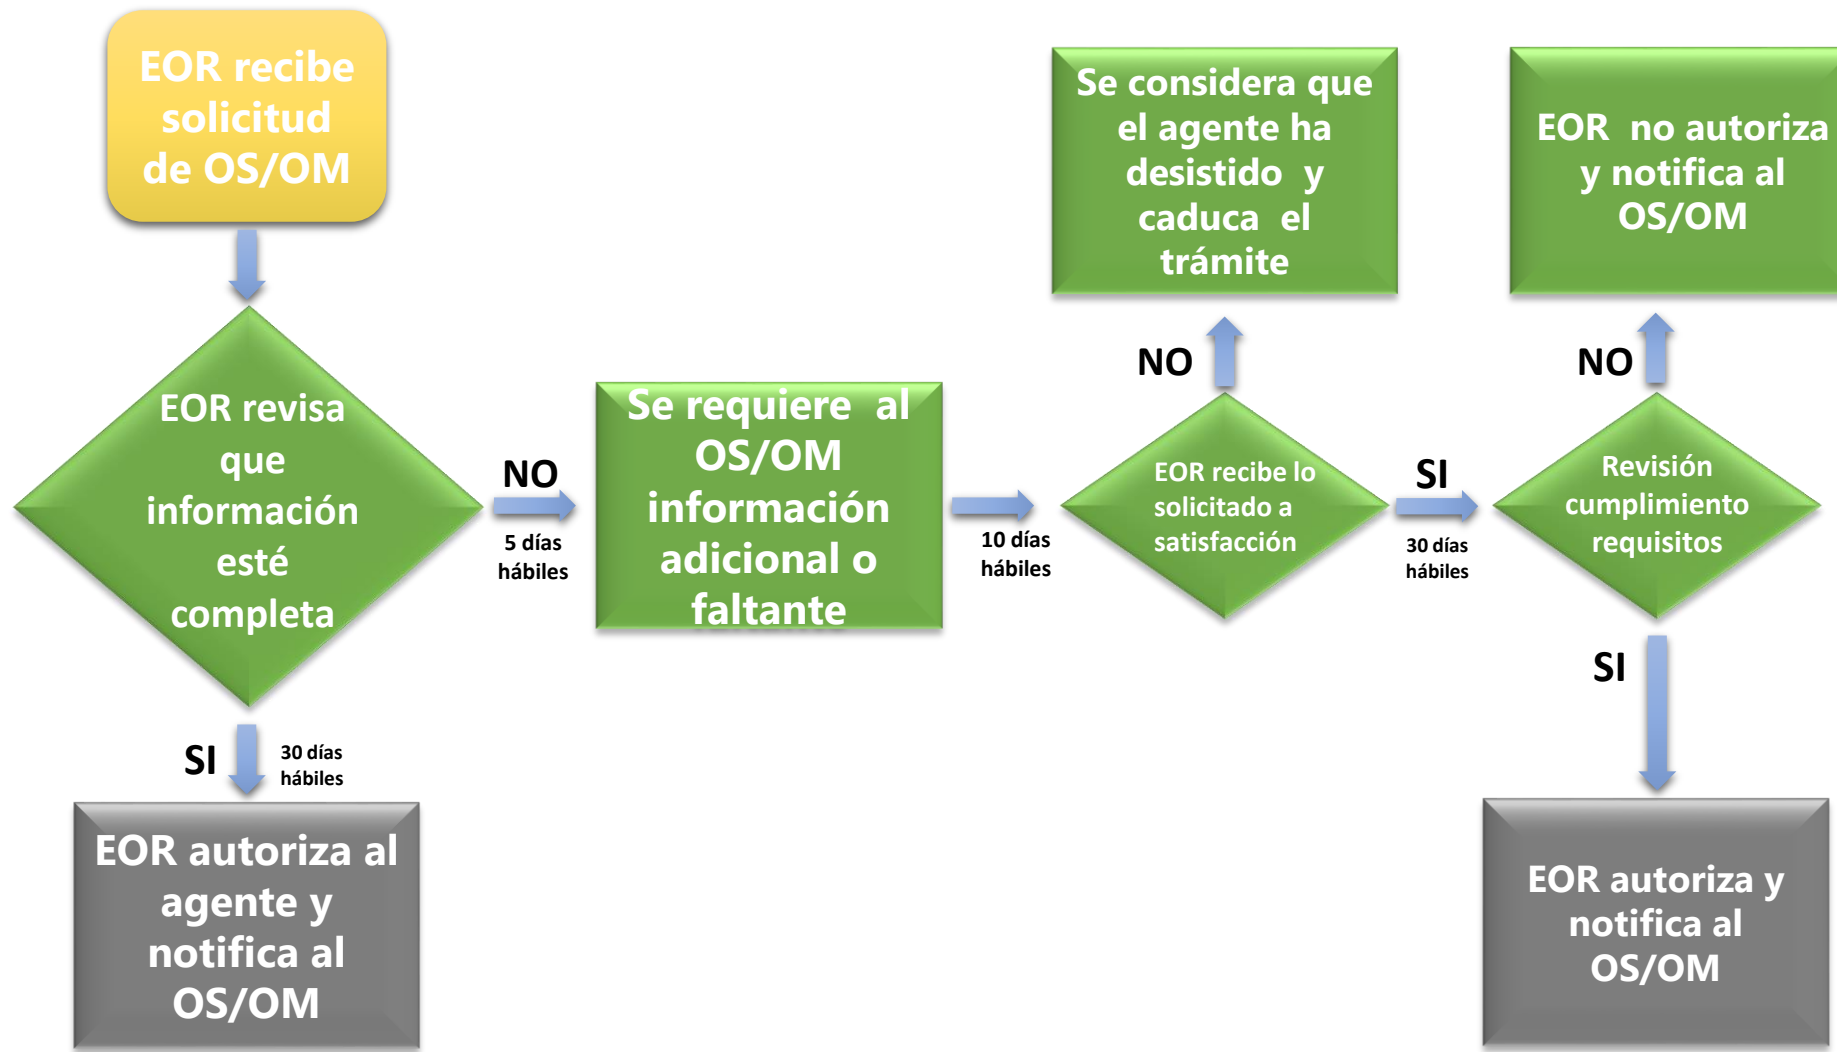 EOR recibe
solicitud
de OS/OM
EOR revisa
que
información
esté
completa
SI
30 días
hábiles
EOR autoriza al
agente y
notifica al
OS/OM
NO
5 días
hábiles
Se requiere al
OS/OM
información
adicional o
faltante
10 días
hábiles
EOR recibe lo
solicitado a
satisfacción
NO
Se considera que
el agente ha
desistido y
caduca el
trámite
SI
30 días
hábiles
Revisión
cumplimiento
requisitos
NO
EOR no autoriza
y notifica al
OS/OM
SI
EOR autoriza y
notifica al
OS/OM